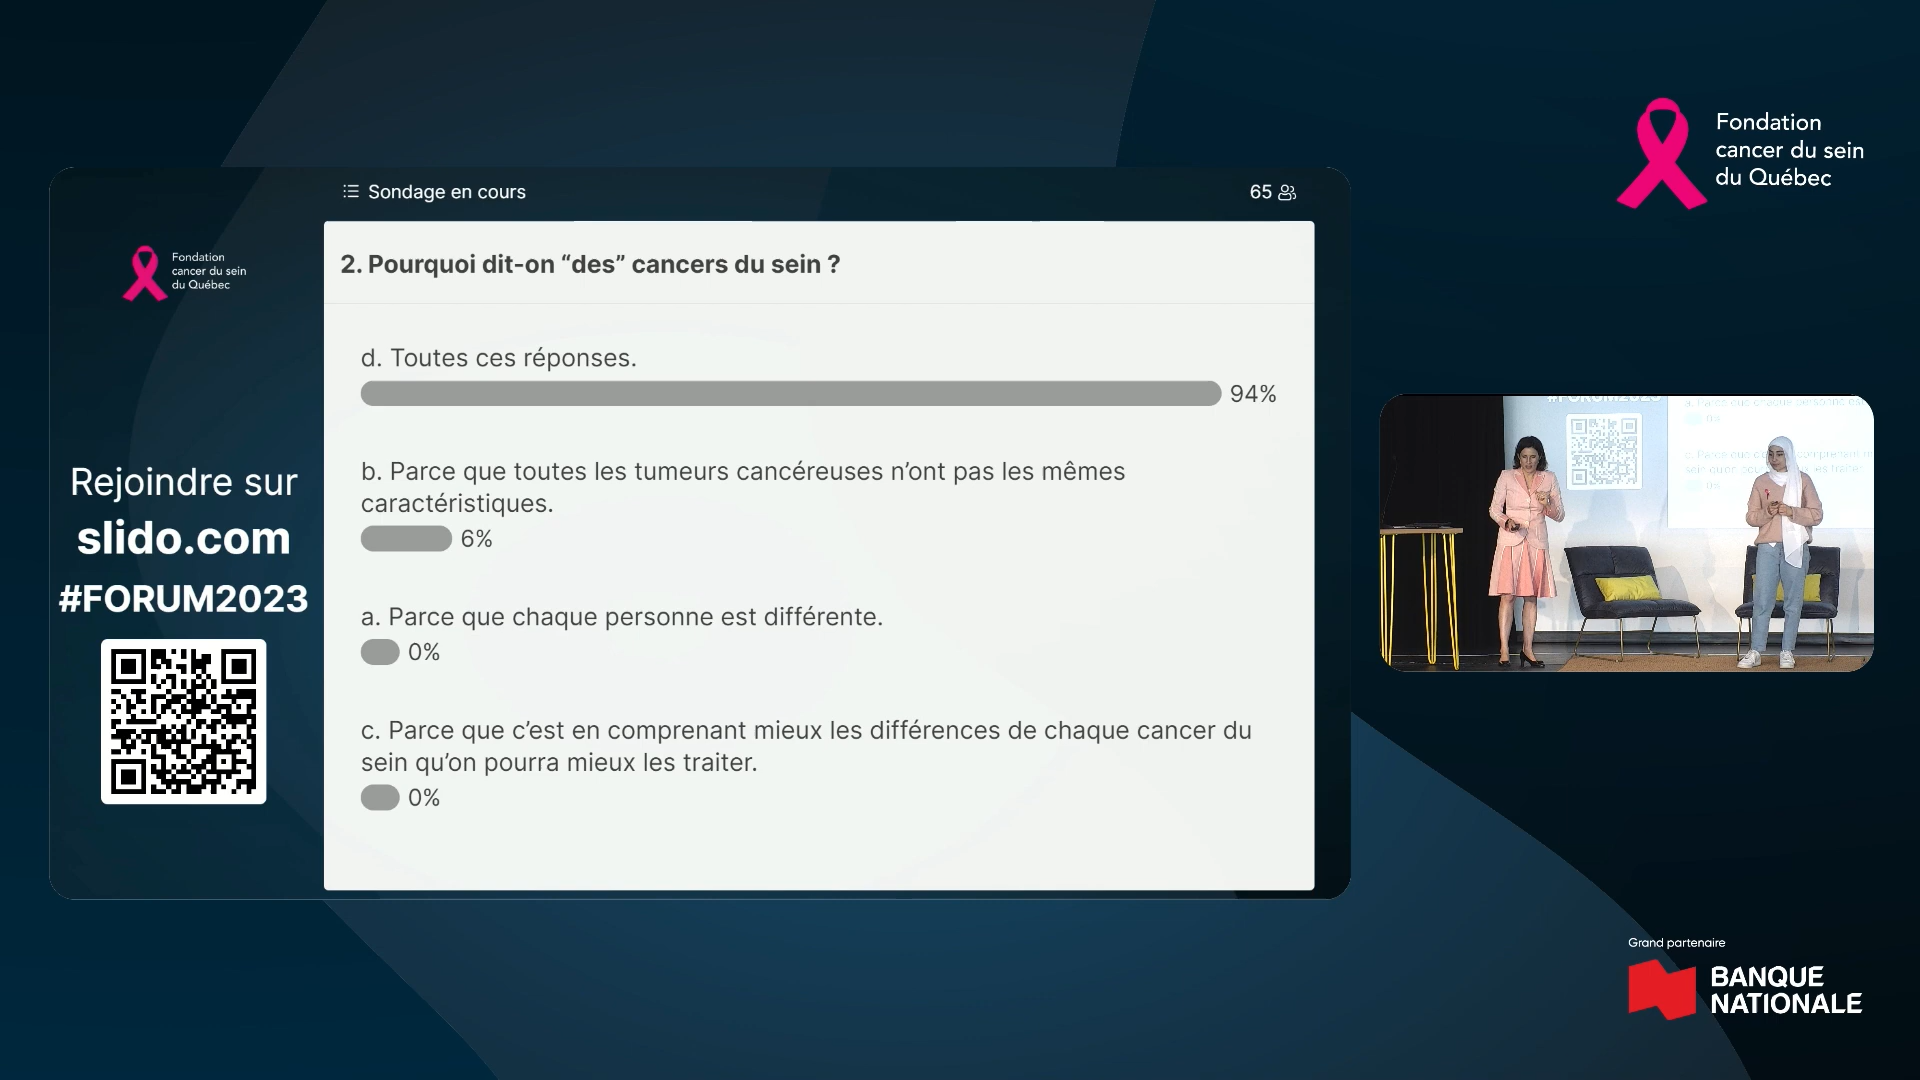 Fondation
cancer du sein
du Québec
Sondage en cours
65
Fondation
cancer du sein
du Québec
2. Pourquoi dit-on “des” cancers du sein ?
d. Toutes ces réponses.
94%
b. Parce que toutes les tumeurs cancéreuses n’ont pas les mêmes
caractéristiques.
6%
a. Parce que chaque personne est différente.
0%
c. Parce que c’est en comprenant mieux les différences de chaque cancer du
sein qu’on pourra mieux les traiter.
0%
Rejoindre sur
slido.com
#FORUM2023
#FORUM2023
Grand partenaire
BANQUE
NATIONALE